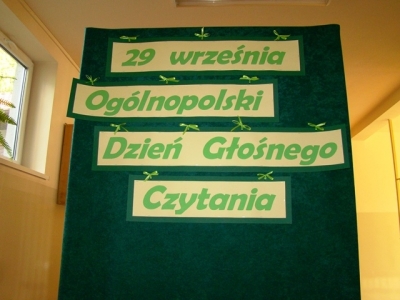 29 września
Ogólnopolski
Dzień Głośnego
Czytania